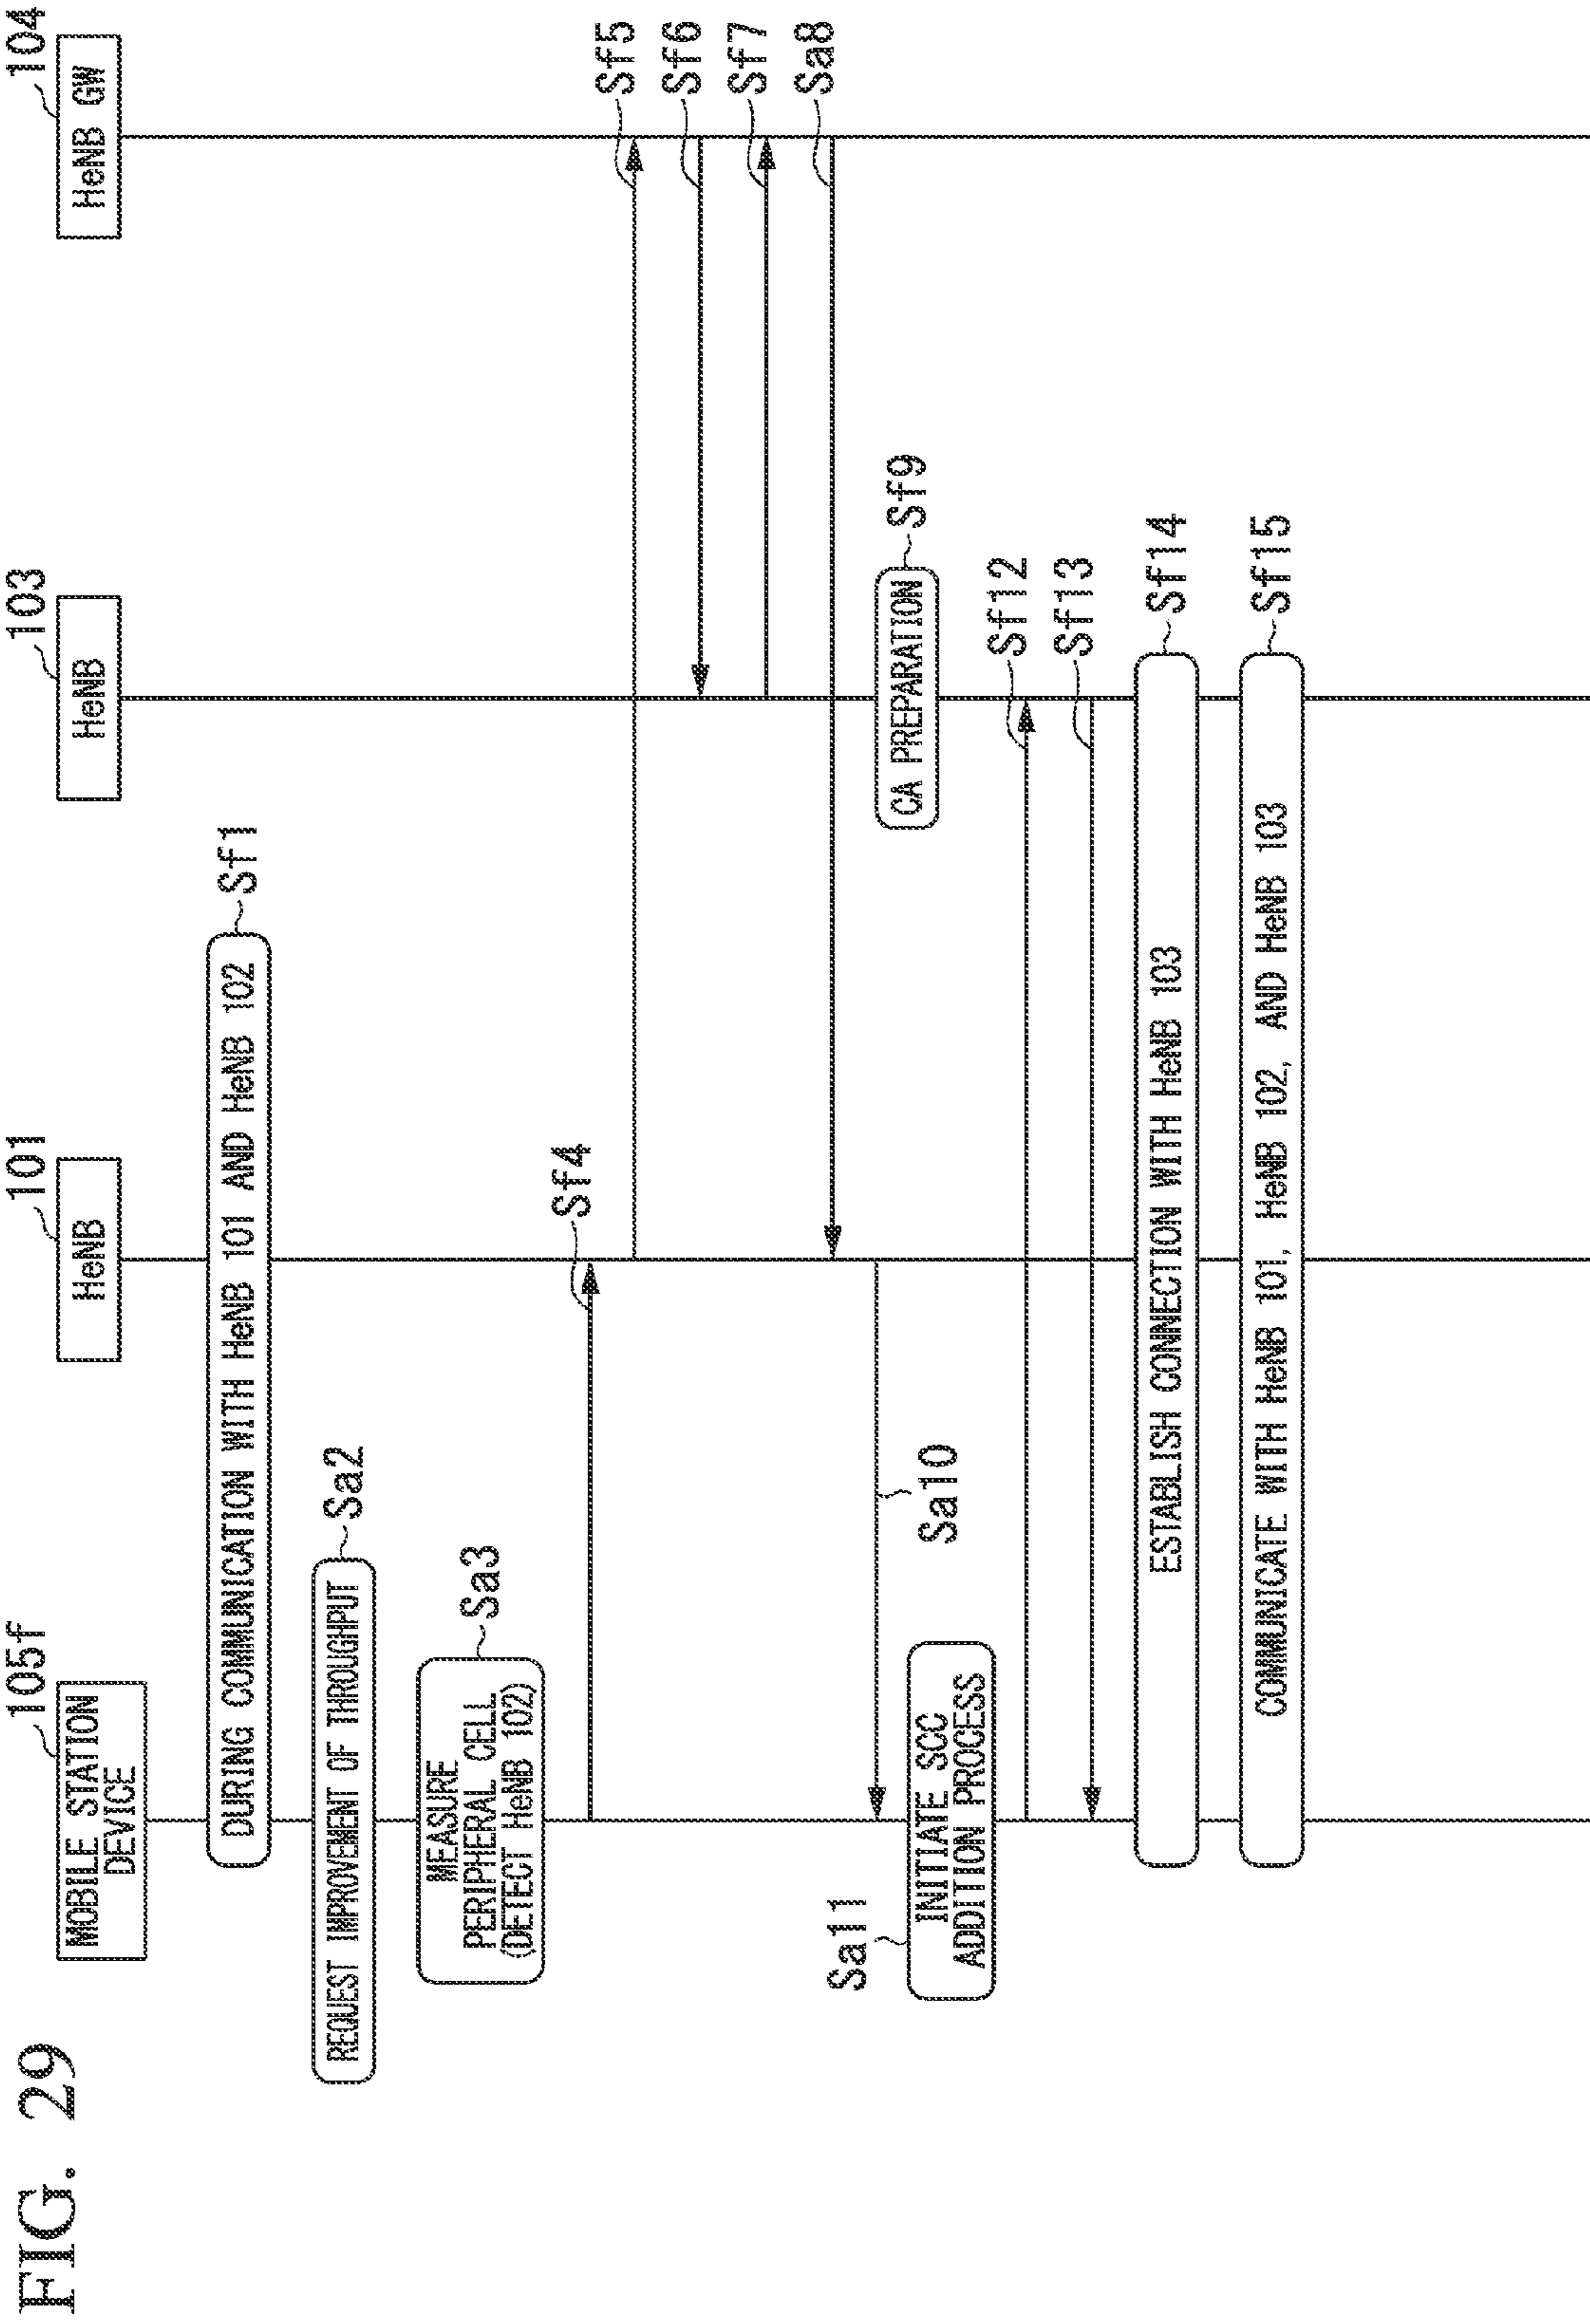 FIG. 29
105f
MOBILE STATION
DEVICE
101
HeNB
103
HeNB
104
HeNB GW
DURING COMMUNICATION WITH HeNB 101 AND HeNB 102
Sf1
REQUEST IMPROVEMENT OF THROUGHPUT
Sa2
MEASURE
PERIPHERAL CELL
(DETECT HeNB 102)
Sa3
Sf4
Sf5
Sf6
Sf7
Sa8
CA PREPARATION
Sf9
Sa10
Sa11
INITIATE SCC
ADDITION PROCESS
Sf12
Sf13
ESTABLISH CONNECTION WITH HeNB 103
Sf14
COMMUNICATE WITH HeNB 101, HeNB 102, AND HeNB 103
Sf15